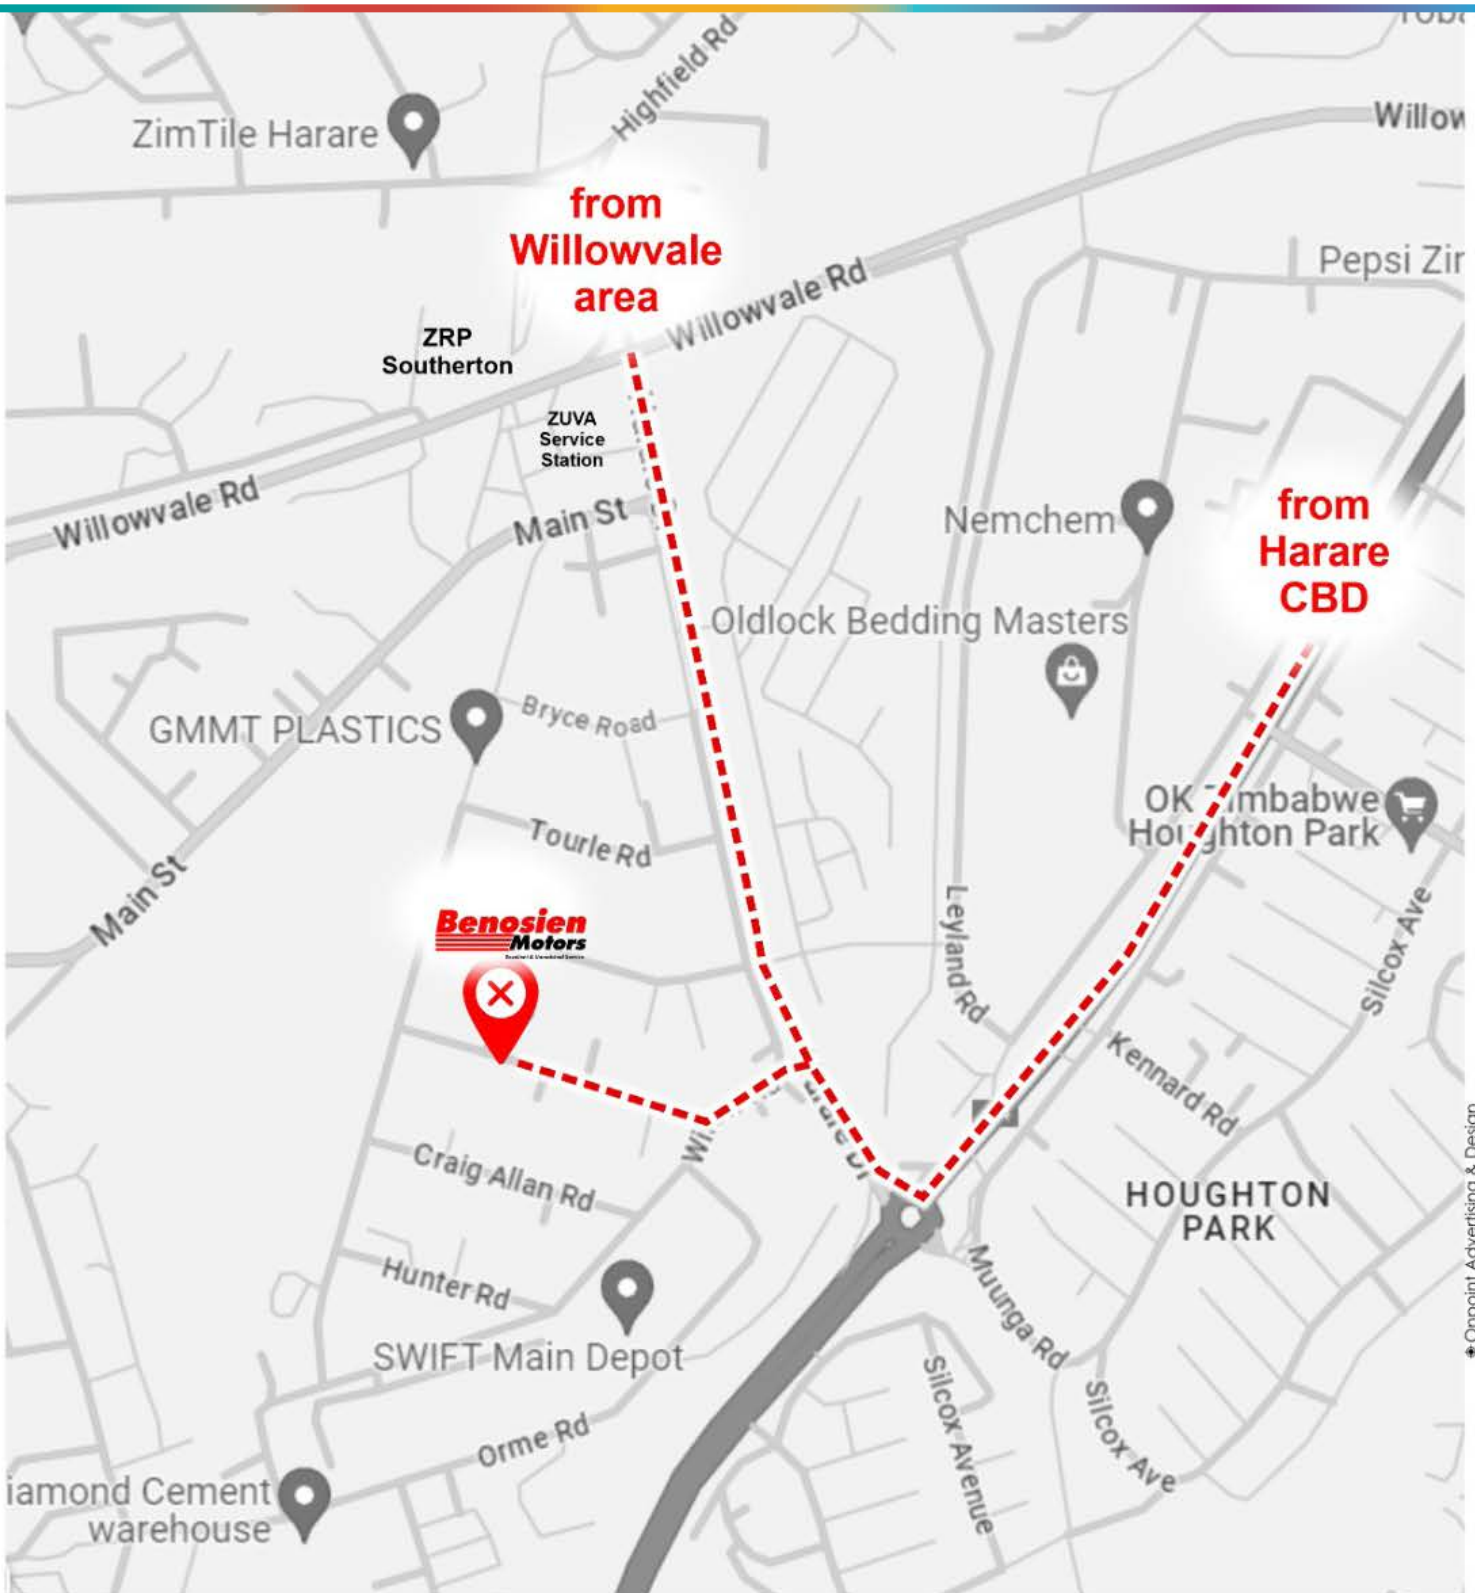 Highfield Rd
Willow
ZimTile Harare
from
Willowvale
area
Pepsi Zir
Willowvale Rd
ZRP
Southerton
ZUVA
Service
Station
Willowvale Rd
Main St
from
Harare
CBD
Nemchem
Oldlock Bedding Masters
GMMT PLASTICS
Bryce Road
OK Zimbabwe
Houghton Park
Tourle Rd
Main St
Benosien
Motors
Leyland Rd
Silcox Ave
Kennard Rd
Craig Allan Rd
HOUGHTON
PARK
Hunter Rd
SWIFT Main Depot
Muunga Rd
Silcox Avenue
Silcox Ave
Orme Rd
iamond Cement
warehouse
Onpoint Advertising & Design